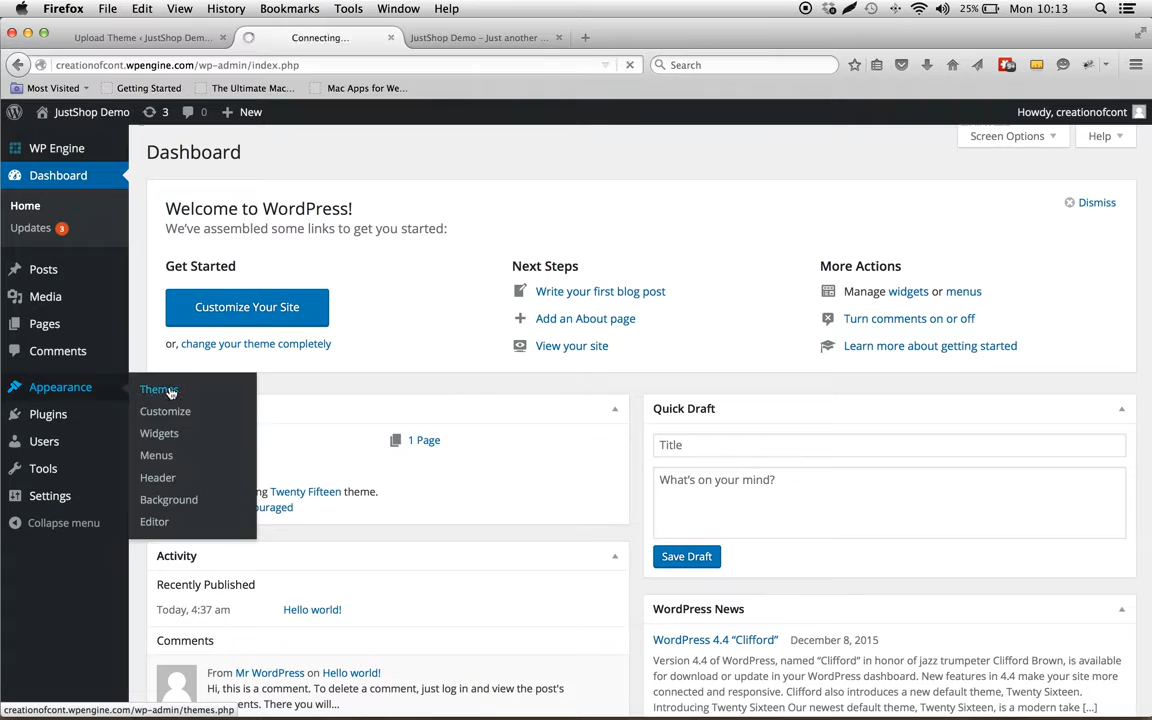 Firefox File Edit View History Bookmarks Tools Window Help 25% Mon 10:13
Upload Theme ‹ JustShop Dem... × Connecting... × JustShop Demo – Just another ... × +
creationofcont.wpengine.com/wp-admin/index.php Search
Most Visited Getting Started The Ultimate Mac... Mac Apps for We...
JustShop Demo 3 0 + New Howdy, creationofcont
Screen Options Help
WP Engine
Dashboard
Home
Updates 3
Posts
Media
Pages
Comments
Appearance
Plugins
Users
Tools
Settings
Collapse menu
Themes
Customize
Widgets
Menus
Header
Background
Editor
Dashboard
Welcome to WordPress!
We've assembled some links to get you started:
Dismiss
Get Started
Customize Your Site
or, change your theme completely
Next Steps
Write your first blog post
Add an About page
View your site
More Actions
Manage widgets or menus
Turn comments on or off
Learn more about getting started
1 Page
ng Twenty Fifteen theme.
ouraged
Activity
Recently Published
Today, 4:37 am Hello world!
Comments
From Mr WordPress on Hello world!
Hi, this is a comment. To delete a comment, just log in and view the post's
ents. There you will...
Quick Draft
Title
What's on your mind?
Save Draft
WordPress News
WordPress 4.4 “Clifford” December 8, 2015
Version 4.4 of WordPress, named “Clifford” in honor of jazz trumpeter Clifford Brown, is available
for download or update in your WordPress dashboard. New features in 4.4 make your site more
connected and responsive. Clifford also introduces a new default theme, Twenty Sixteen.
Introducing Twenty Sixteen Our newest default theme, Twenty Sixteen, is a modern take [...]
creationofcont.wpengine.com/wp-admin/themes.php